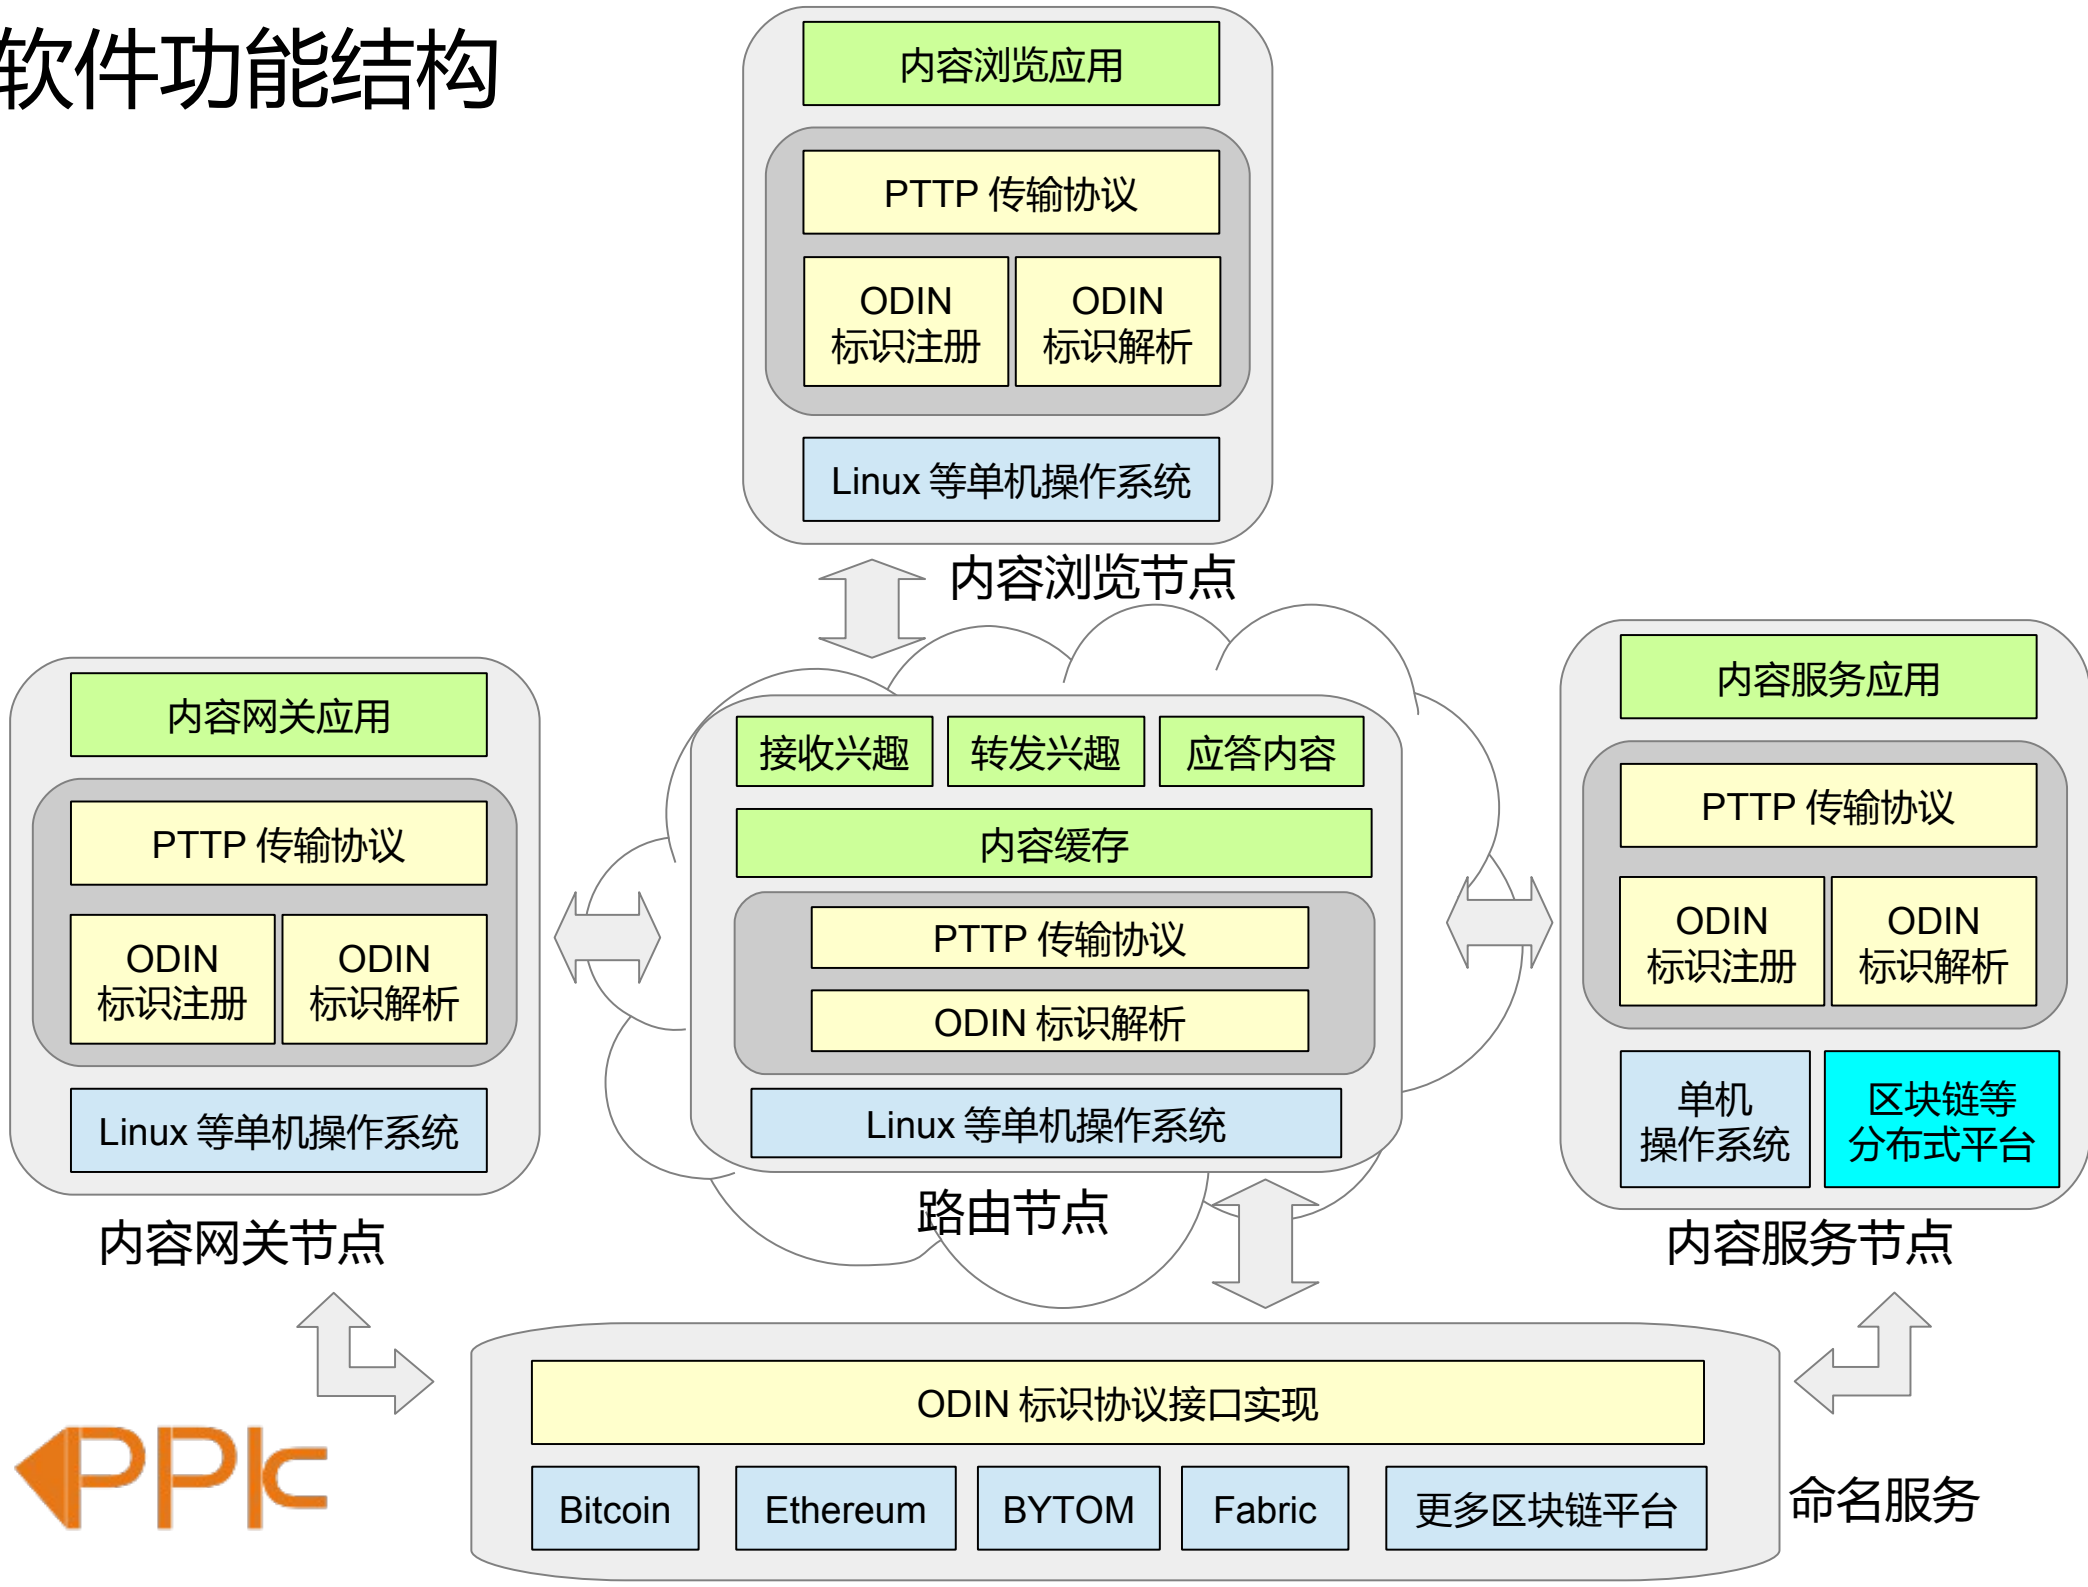 软件功能结构
内容浏览应用
PTTP 传输协议
ODIN
标识注册
ODIN
标识解析
Linux 等单机操作系统
内容浏览节点
内容网关应用
PTTP 传输协议
ODIN
标识注册
ODIN
标识解析
Linux 等单机操作系统
内容网关节点
接收兴趣
转发兴趣
应答内容
内容缓存
PTTP 传输协议
ODIN 标识解析
Linux 等单机操作系统
路由节点
内容服务应用
PTTP 传输协议
ODIN
标识注册
ODIN
标识解析
单机
操作系统
区块链等
分布式平台
内容服务节点
ODIN 标识协议接口实现
Bitcoin
Ethereum
BYTOM
Fabric
更多区块链平台
命名服务
PPk